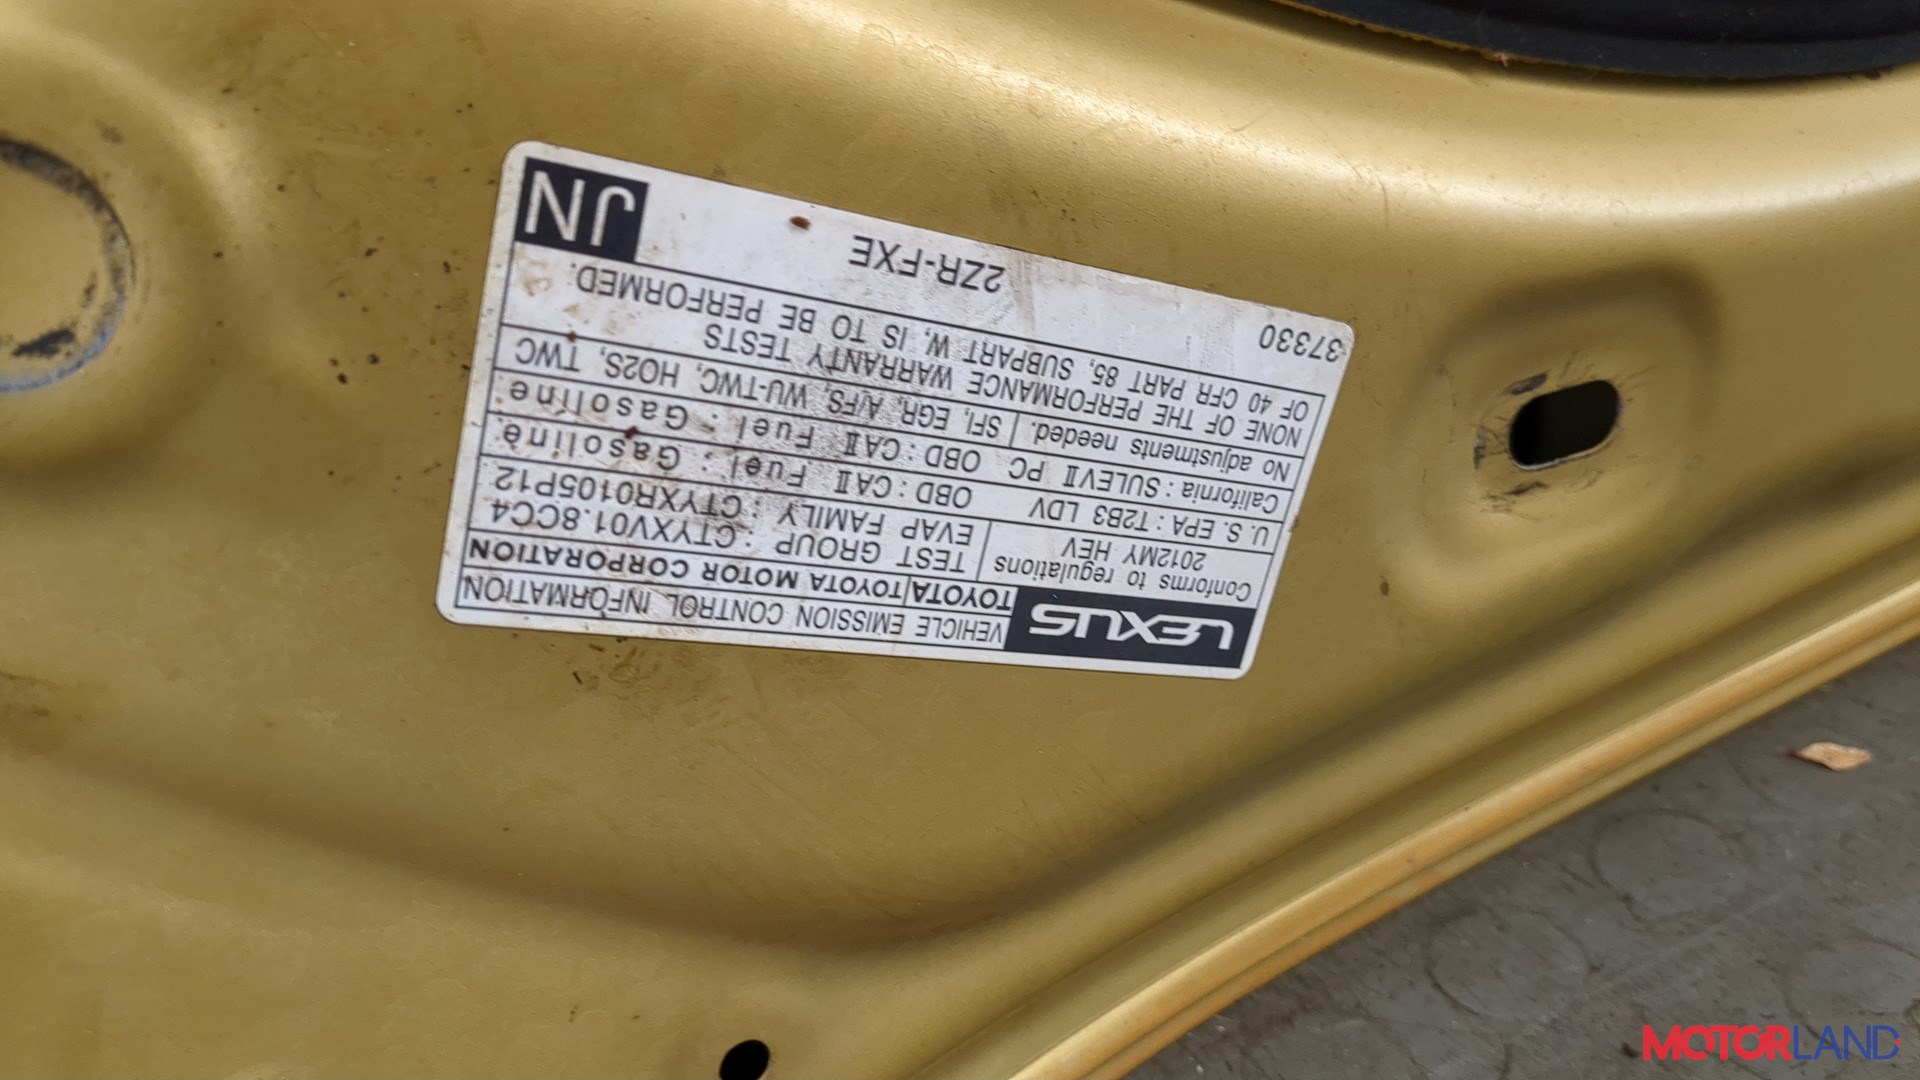 LEXUS VEHICLE EMISSION CONTROL INFORMATION
TOYOTA TOYOTA MOTOR CORPORATION
Conforms to regulations
2012MY HEV
TEST GROUP : CTYXV01.8CC4
EVAP FAMILY : CTYXR0105P12
U. S. EPA : T2B3 LDV OBD : CAⅡ Fuel : Gasoline
California : SULEVⅡ PC OBD : CAⅡ Fuel : Gasoline
No adjustments needed. SFI, EGR, A/FS, WU-TWC, HO2S, TWC
NONE OF THE PERFORMANCE WARRANTY TESTS
OF 40 CFR PART 85, SUBPART W, IS TO BE PERFORMED.
37330 2ZR-FXE JN
MOTORLAND